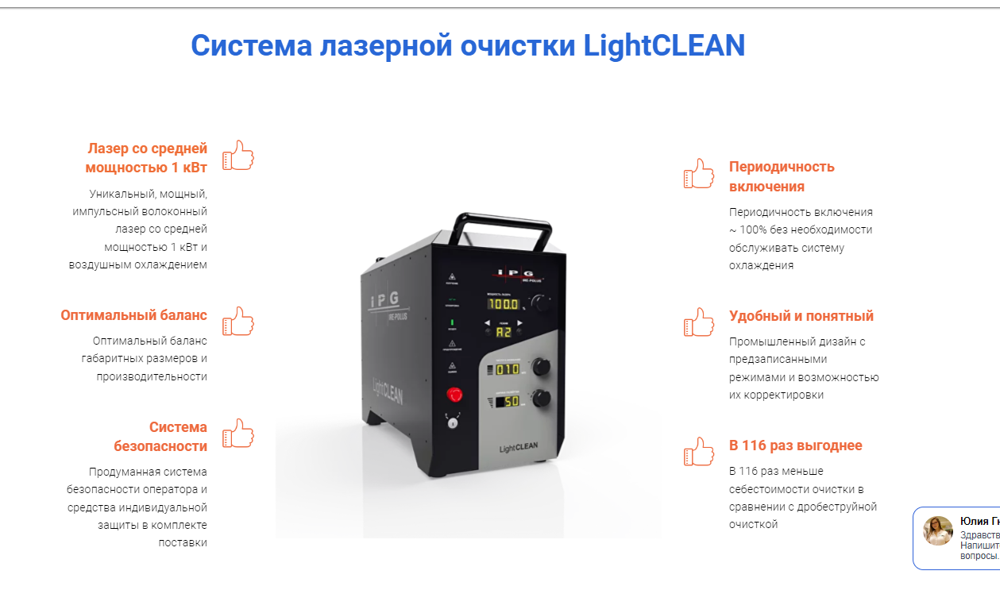 Система лазерной очистки LightCLEAN
Лазер со средней
мощностью 1 кВт
Уникальный, мощный,
импульсный волоконный
лазер со средней
мощностью 1 кВт и
воздушным охлаждением
Оптимальный баланс
Оптимальный баланс
габаритных размеров и
производительности
Система
безопасности
Продуманная система
безопасности оператора и
средства индивидуальной
защиты в комплекте
поставки
IPG
IRE-POLUS
LightCLEAN
IPG
IRE-POLUS
МОЩНОСТЬ ЛАЗЕРА
100.0
РЕЖИМ
A2
010
50
LightCLEAN
Периодичность
включения
Периодичность включения
~ 100% без необходимости
обслуживать систему
охлаждения
Удобный и понятный
Промышленный дизайн с
предзаписанными
режимами и возможностью
их корректировки
В 116 раз выгоднее
В 116 раз меньше
себестоимости очистки в
сравнении с дробеструйной
очисткой
Юлия Гн
Здравств
Напишит
вопросы.